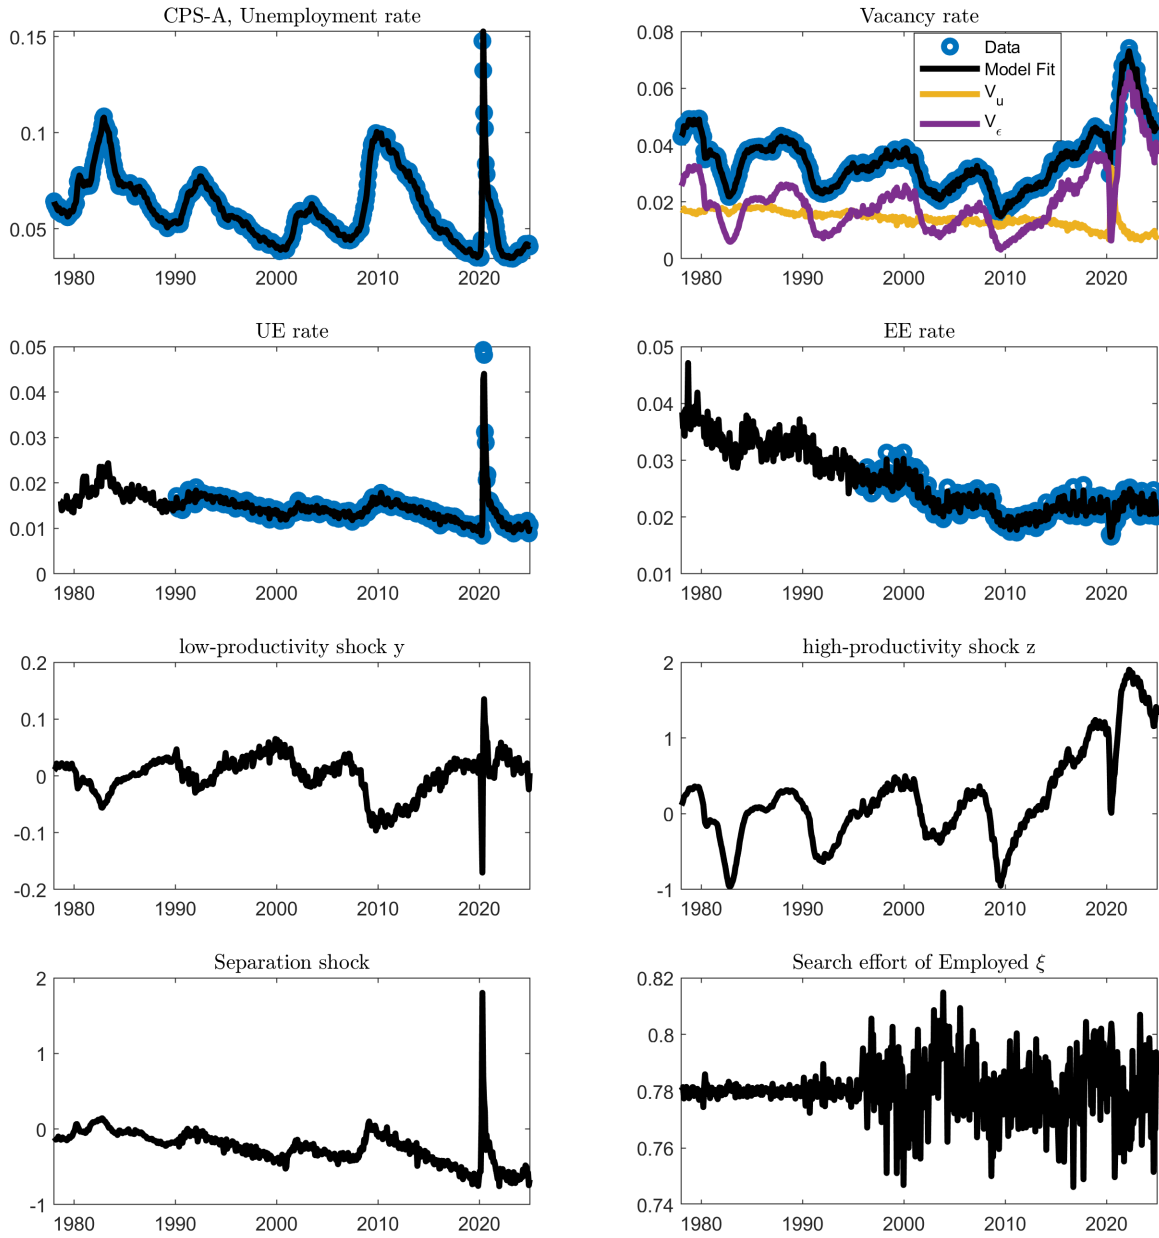 CPS-A, Unemployment rate
0.15
0.1
0.05
1980 1990 2000 2010 2020
Vacancy rate
0.08
0.06
0.04
0.02
0
1980 1990 2000 2010 2020
Data
Model Fit
V_u
V_ϵ
UE rate
0.05
0.04
0.03
0.02
0.01
0
1980 1990 2000 2010 2020
EE rate
0.05
0.04
0.03
0.02
0.01
1980 1990 2000 2010 2020
low-productivity shock y
0.2
0.1
0
-0.1
-0.2
1980 1990 2000 2010 2020
high-productivity shock z
2
1
0
-1
1980 1990 2000 2010 2020
Separation shock
2
1
0
-1
1980 1990 2000 2010 2020
Search effort of Employed ξ
0.82
0.8
0.78
0.76
0.74
1980 1990 2000 2010 2020